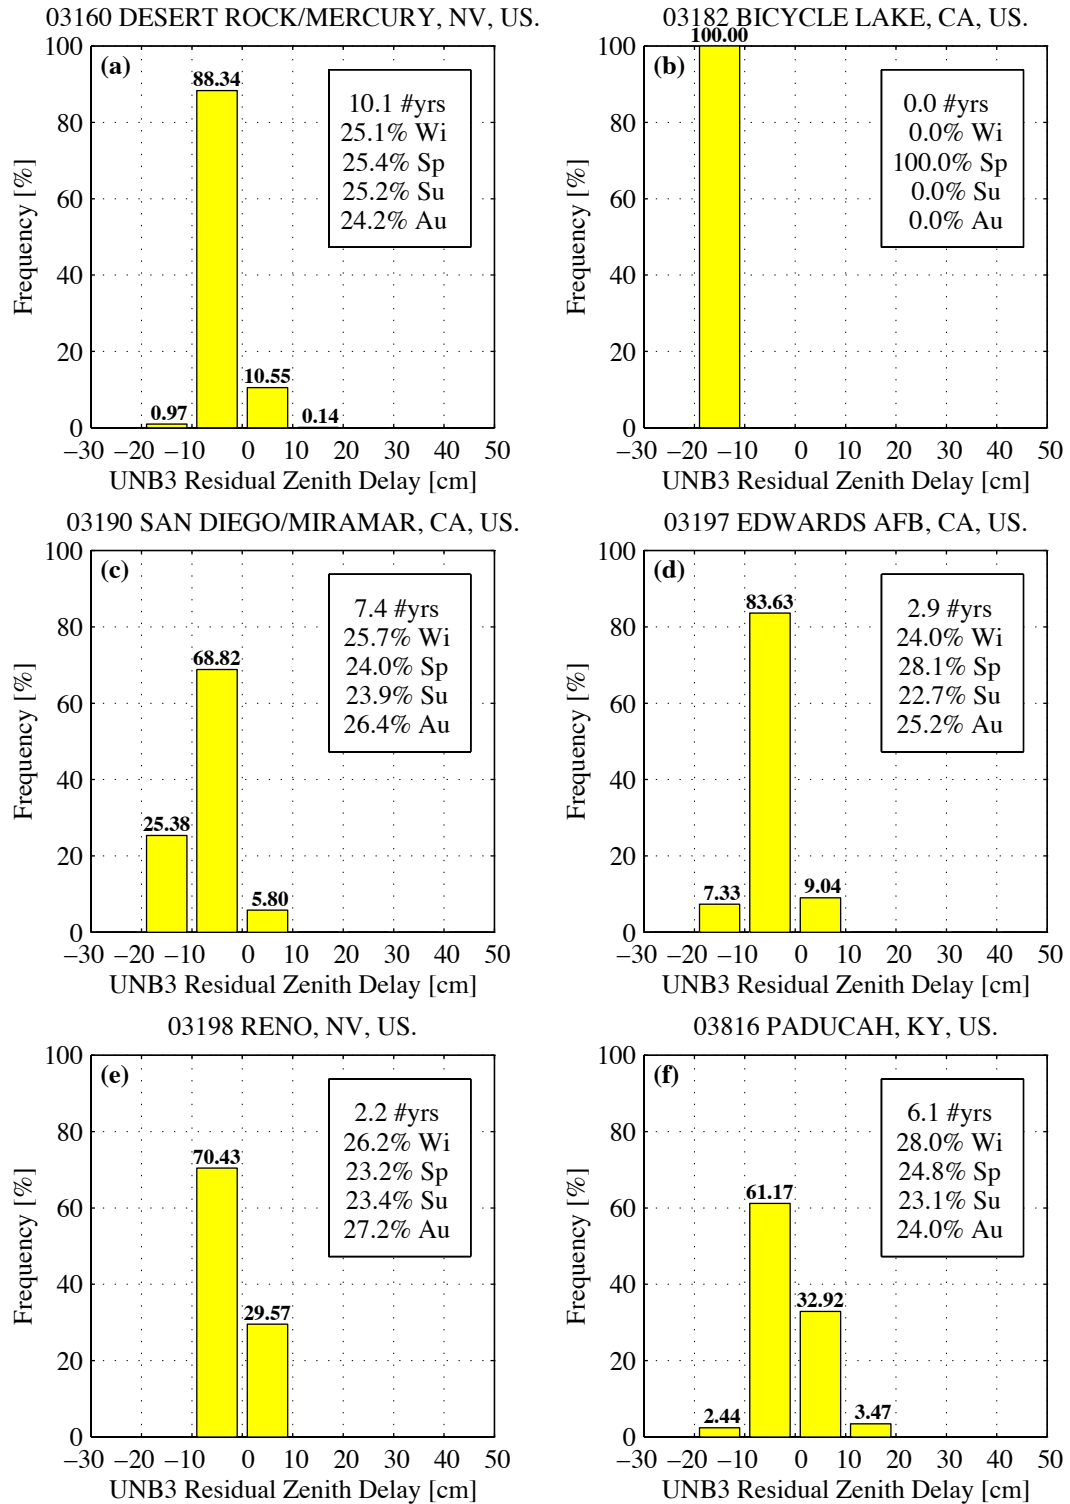 03160 DESERT ROCK/MERCURY, NV, US.
(a)
Frequency [%]
100
80
60
40
20
0
0.97
88.34
10.55
0.14
10.1 #yrs
25.1% Wi
25.4% Sp
25.2% Su
24.2% Au
−30 −20 −10 0 10 20 30 40 50
UNB3 Residual Zenith Delay [cm]
03182 BICYCLE LAKE, CA, US.
(b)
Frequency [%]
100
80
60
40
20
0
100.00
0.0 #yrs
0.0% Wi
100.0% Sp
0.0% Su
0.0% Au
−30 −20 −10 0 10 20 30 40 50
UNB3 Residual Zenith Delay [cm]
03190 SAN DIEGO/MIRAMAR, CA, US.
(c)
Frequency [%]
100
80
60
40
20
0
25.38
68.82
5.80
7.4 #yrs
25.7% Wi
24.0% Sp
23.9% Su
26.4% Au
−30 −20 −10 0 10 20 30 40 50
UNB3 Residual Zenith Delay [cm]
03197 EDWARDS AFB, CA, US.
(d)
Frequency [%]
100
80
60
40
20
0
7.33
83.63
9.04
2.9 #yrs
24.0% Wi
28.1% Sp
22.7% Su
25.2% Au
−30 −20 −10 0 10 20 30 40 50
UNB3 Residual Zenith Delay [cm]
03198 RENO, NV, US.
(e)
Frequency [%]
100
80
60
40
20
0
70.43
29.57
2.2 #yrs
26.2% Wi
23.2% Sp
23.4% Su
27.2% Au
−30 −20 −10 0 10 20 30 40 50
UNB3 Residual Zenith Delay [cm]
03816 PADUCAH, KY, US.
(f)
Frequency [%]
100
80
60
40
20
0
2.44
61.17
32.92
3.47
6.1 #yrs
28.0% Wi
24.8% Sp
23.1% Su
24.0% Au
−30 −20 −10 0 10 20 30 40 50
UNB3 Residual Zenith Delay [cm]